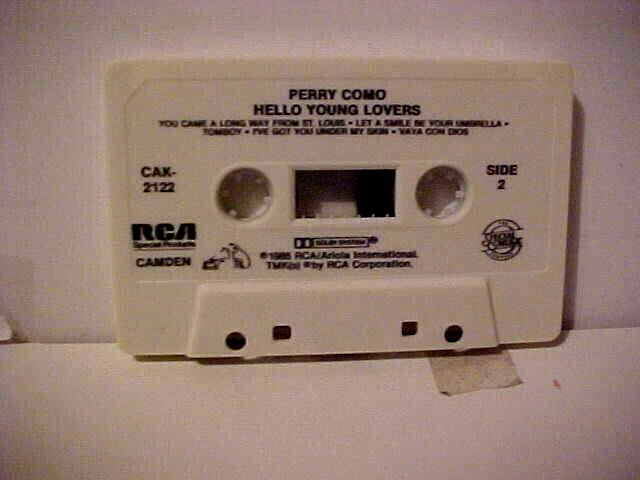 PERRY COMO
HELLO YOUNG LOVERS
YOU CAME A LONG WAY FROM ST. LOUIS • LET A SMILE BE YOUR UMBRELLA •
TOMBOY • I'VE GOT YOU UNDER MY SKIN • VAYA CON DIOS
CAK-
2122
SIDE
2
RCA
Special Products
DOLBY SYSTEM
CAMDEN
©1985 RCA/Ariola International.
TMK(s) ® by RCA Corporation.